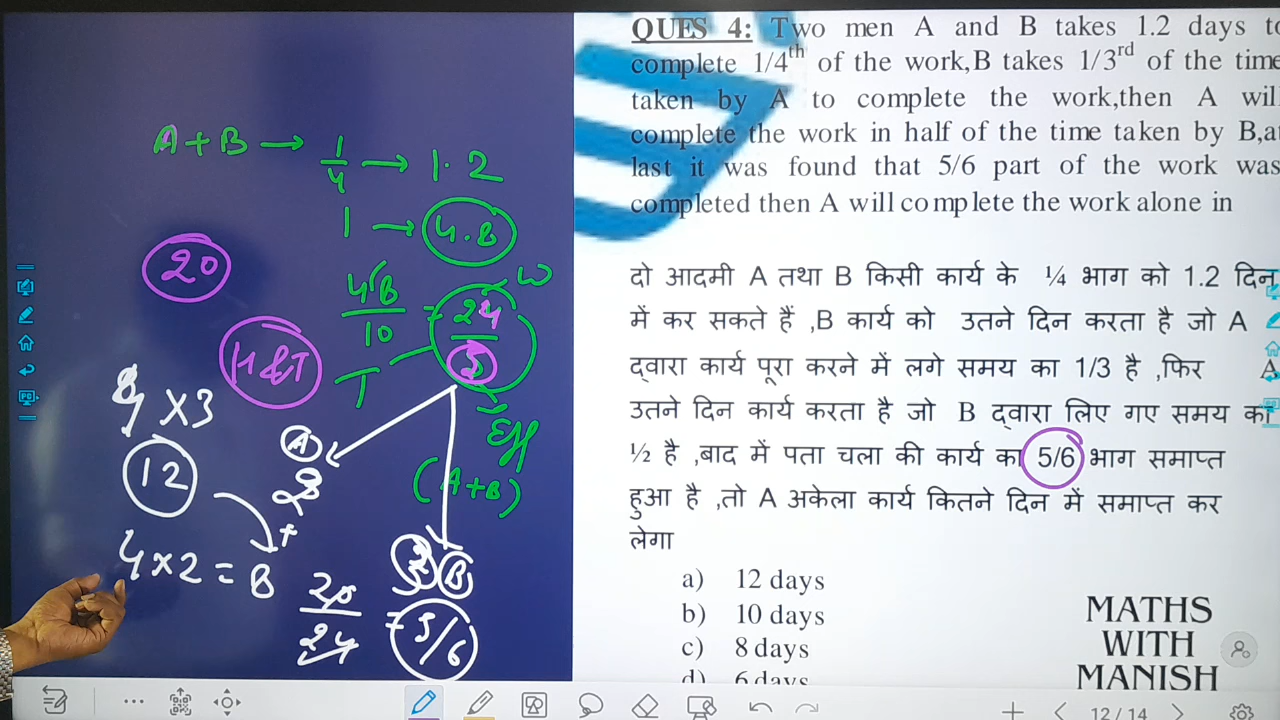 A + B → 1/4 → 1.2
1 → 4.8
20
48/10 = 24/5
W
T
H&T
Eff
(A+B)
× 3
A
12
4 × 2 = 8
B
20/24 = 5/6
QUES 4: Two men A and B takes 1.2 days to
complete 1/4th of the work,B takes 1/3rd of the time
taken by A to complete the work,then A will
complete the work in half of the time taken by B,at
last it was found that 5/6 part of the work was
completed then A will complete the work alone in
दो आदमी A तथा B किसी कार्य के ¼ भाग को 1.2 दिन
में कर सकते हैं ,B कार्य को उतने दिन करता है जो A
द्वारा कार्य पूरा करने में लगे समय का 1/3 है ,फिर A
उतने दिन कार्य करता है जो B द्वारा लिए गए समय का
½ है ,बाद में पता चला की कार्य का 5/6 भाग समाप्त
हुआ है ,तो A अकेला कार्य कितने दिन में समाप्त कर
लेगा
a) 12 days
b) 10 days
c) 8 days
d) 6 days
MATHS
WITH
MANISH
12 / 14